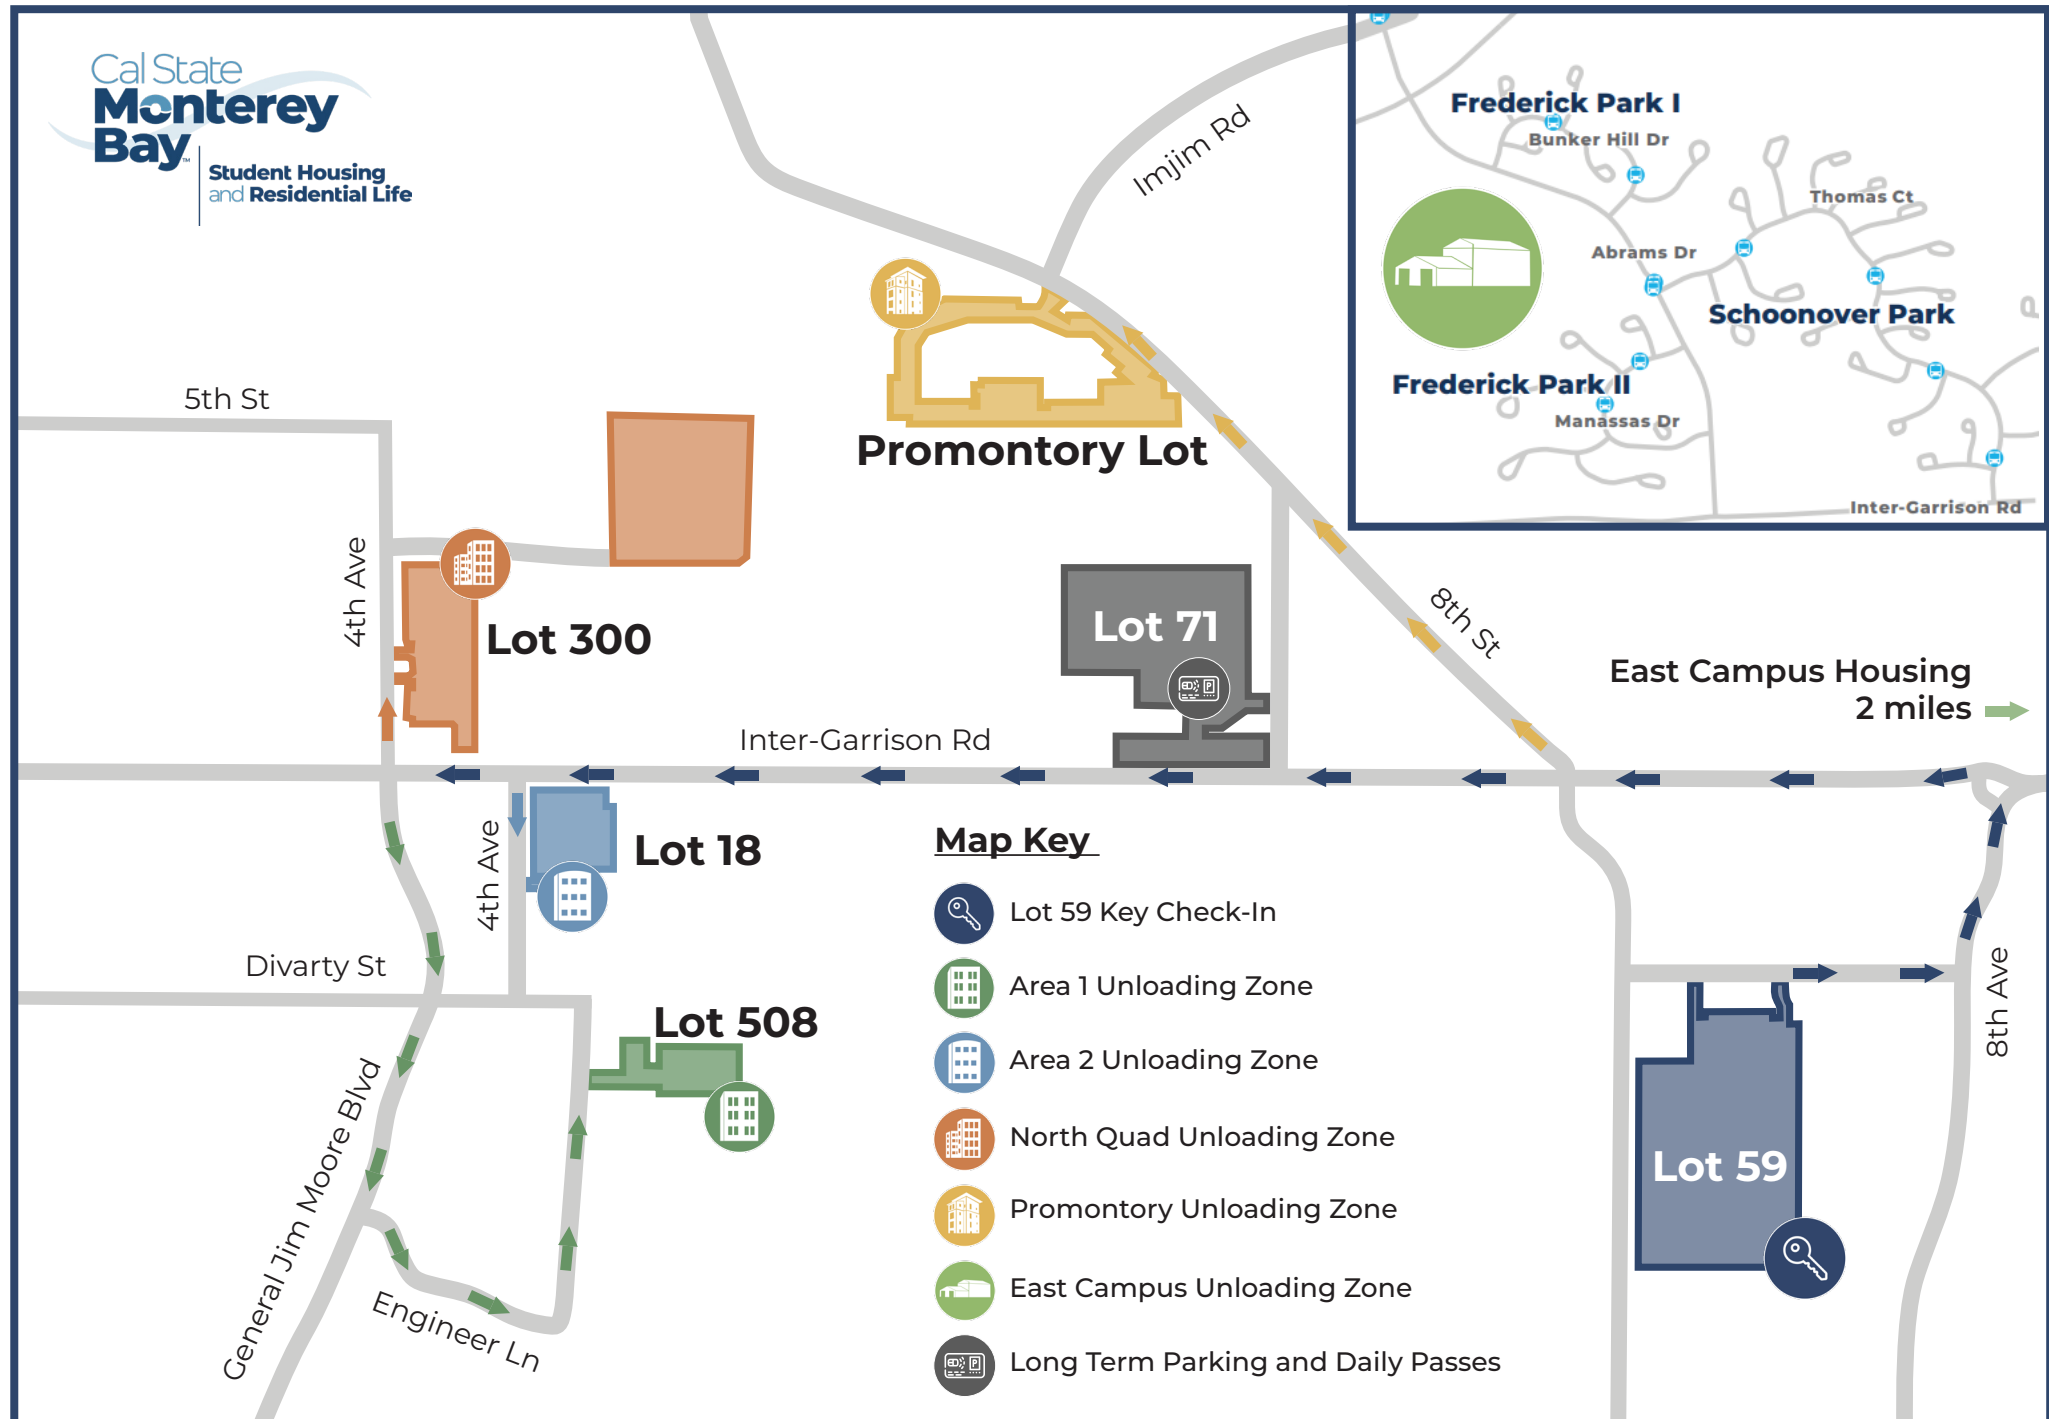 Cal State
Monterey
Bay™
Student Housing
and Residential Life
Imjim Rd
Frederick Park I
Bunker Hill Dr
Thomas Ct
Abrams Dr
Schoonover Park
Frederick Park II
Manassas Dr
Inter-Garrison Rd
5th St
Promontory Lot
4th Ave
Lot 300
Lot 71
8th St
East Campus Housing
2 miles
Inter-Garrison Rd
Lot 18
4th Ave
Divarty St
Lot 508
General Jim Moore Blvd
Engineer Ln
8th Ave
Lot 59
Map Key
Lot 59 Key Check-In
Area 1 Unloading Zone
Area 2 Unloading Zone
North Quad Unloading Zone
Promontory Unloading Zone
East Campus Unloading Zone
Long Term Parking and Daily Passes